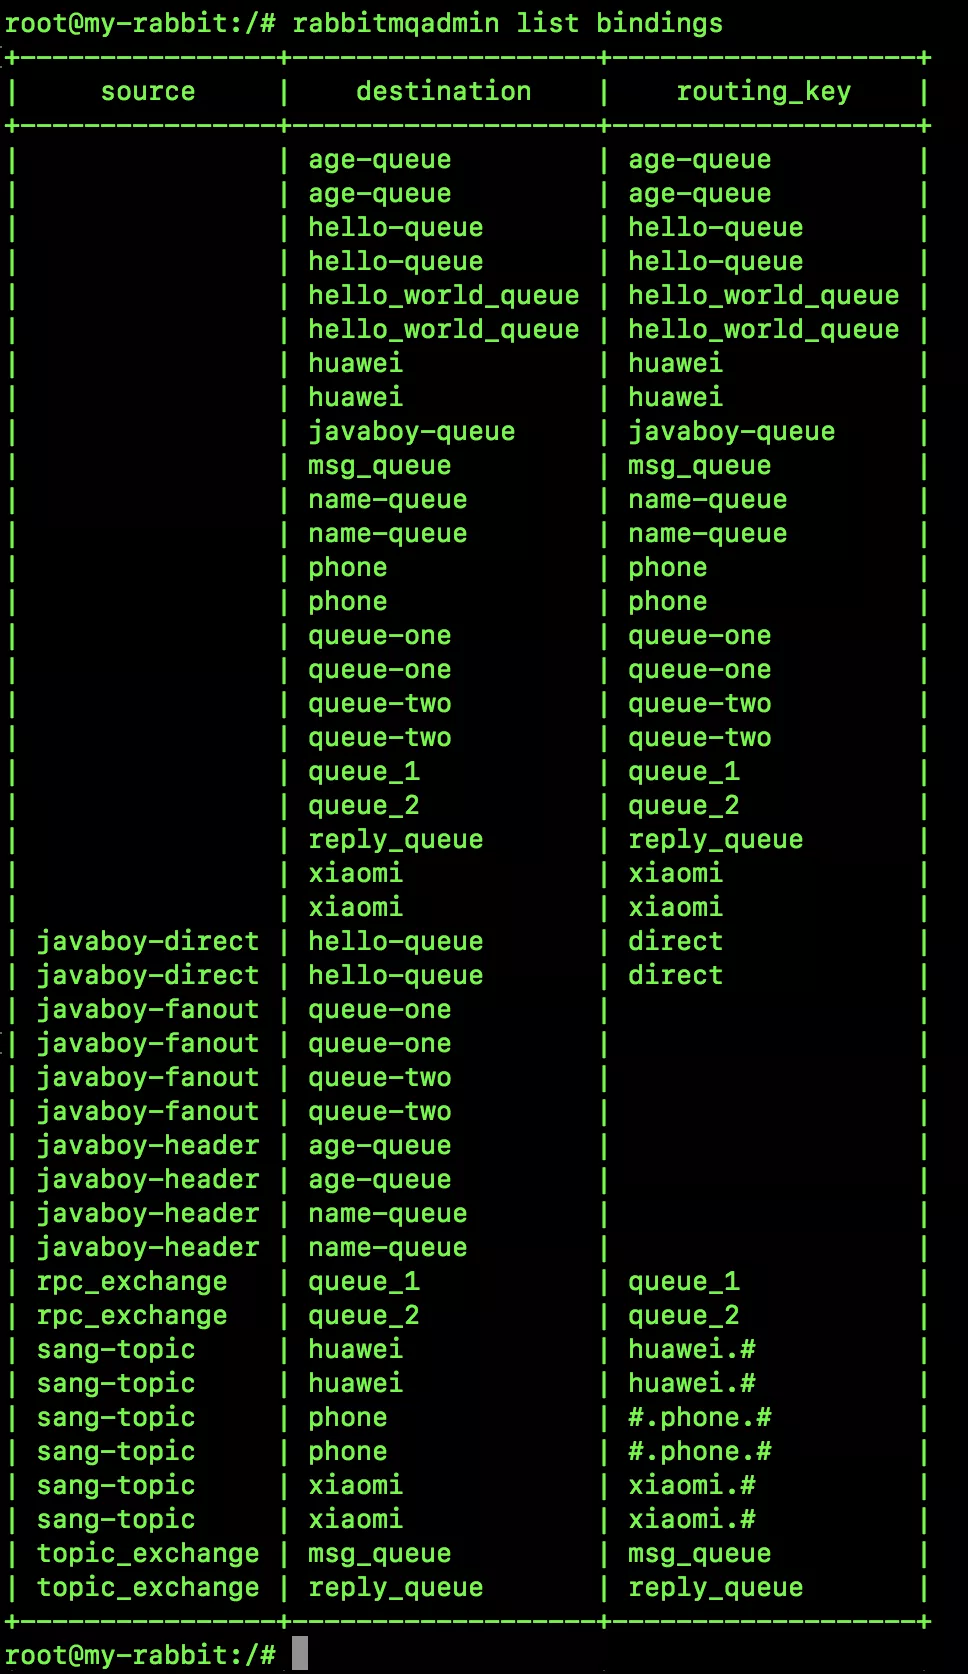 root@my-rabbit:/# rabbitmqadmin list bindings
+----------------+-------------------+-------------------+
|     source     |    destination    |    routing_key    |
+----------------+-------------------+-------------------+
|                | age-queue         | age-queue         |
|                | age-queue         | age-queue         |
|                | hello-queue       | hello-queue       |
|                | hello-queue       | hello-queue       |
|                | hello_world_queue | hello_world_queue |
|                | hello_world_queue | hello_world_queue |
|                | huawei            | huawei            |
|                | huawei            | huawei            |
|                | javaboy-queue     | javaboy-queue     |
|                | msg_queue         | msg_queue         |
|                | name-queue        | name-queue        |
|                | name-queue        | name-queue        |
|                | phone             | phone             |
|                | phone             | phone             |
|                | queue-one         | queue-one         |
|                | queue-one         | queue-one         |
|                | queue-two         | queue-two         |
|                | queue-two         | queue-two         |
|                | queue_1           | queue_1           |
|                | queue_2           | queue_2           |
|                | reply_queue       | reply_queue       |
|                | xiaomi            | xiaomi            |
|                | xiaomi            | xiaomi            |
| javaboy-direct | hello-queue       | direct            |
| javaboy-direct | hello-queue       | direct            |
| javaboy-fanout | queue-one         |                   |
| javaboy-fanout | queue-one         |                   |
| javaboy-fanout | queue-two         |                   |
| javaboy-fanout | queue-two         |                   |
| javaboy-header | age-queue         |                   |
| javaboy-header | age-queue         |                   |
| javaboy-header | name-queue        |                   |
| javaboy-header | name-queue        |                   |
| rpc_exchange   | queue_1           | queue_1           |
| rpc_exchange   | queue_2           | queue_2           |
| sang-topic     | huawei            | huawei.#          |
| sang-topic     | huawei            | huawei.#          |
| sang-topic     | phone             | #.phone.#         |
| sang-topic     | phone             | #.phone.#         |
| sang-topic     | xiaomi            | xiaomi.#          |
| sang-topic     | xiaomi            | xiaomi.#          |
| topic_exchange | msg_queue         | msg_queue         |
| topic_exchange | reply_queue       | reply_queue       |
+----------------+-------------------+-------------------+
root@my-rabbit:/#